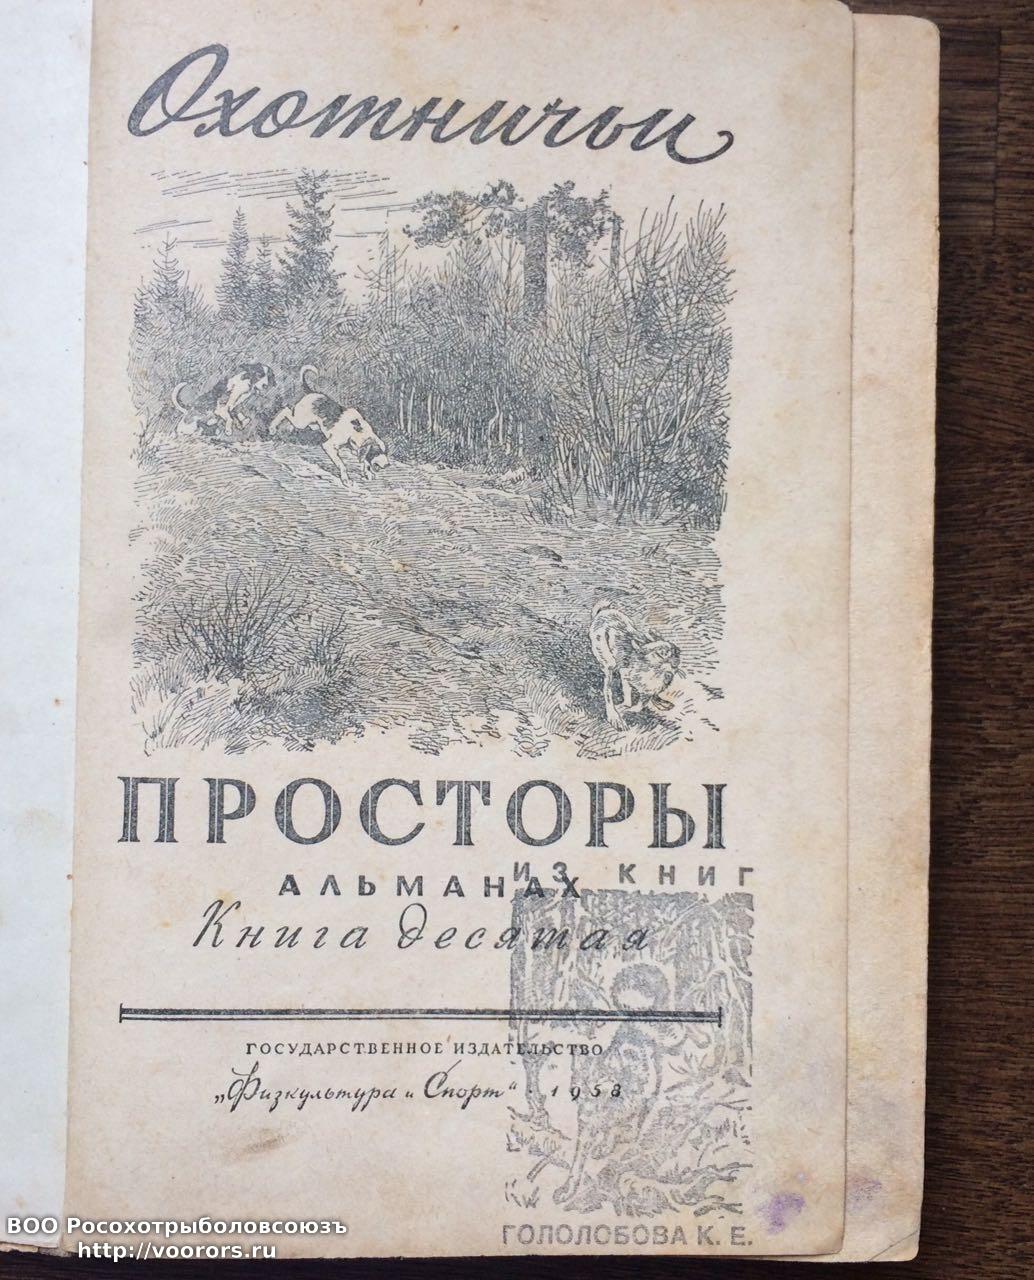 Охотничьи
ПРОСТОРЫ
АЛЬМАНАХ
Книга десятая
ГОСУДАРСТВЕННОЕ ИЗДАТЕЛЬСТВО
„Физкультура и Спорт“ · 1958
ИЗ КНИГ
ГОЛОЛОБОВА К. Е.
ВОО Росохотрыболовсоюзъ
http://voorors.ru